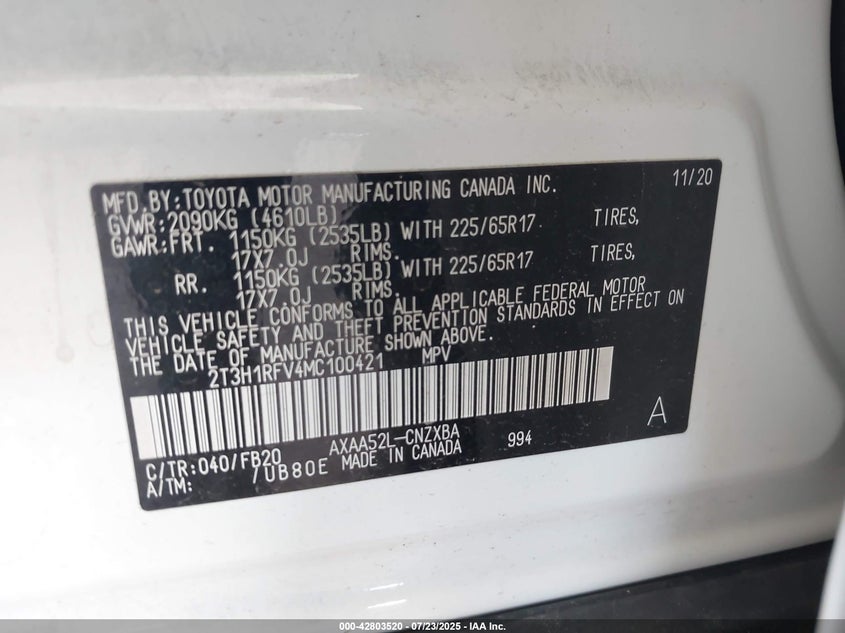 MFD.BY:TOYOTA MOTOR MANUFACTURING CANADA INC. 11/20
GVWR:2090KG (4610LB)
GAWR:FRT. 1150KG (2535LB) WITH 225/65R17 TIRES,
17X7.0J RIMS.
RR. 1150KG (2535LB) WITH 225/65R17 TIRES,
17X7.0J RIMS.
THIS VEHICLE CONFORMS TO ALL APPLICABLE FEDERAL MOTOR
VEHICLE SAFETY AND THEFT PREVENTION STANDARDS IN EFFECT ON
THE DATE OF MANUFACTURE SHOWN ABOVE.
2T3H1RFV4MC100421 MPV
A
C/TR:040/FB20 AXAA52L-CNZXBA 994
A/TM: /UB80E MADE IN CANADA
000-42803520 - 07/23/2025 - IAA Inc.